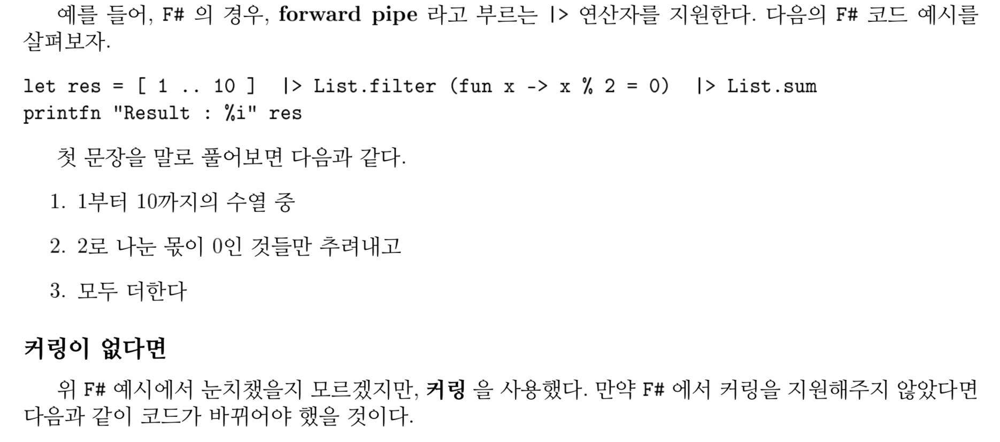 예를 들어, F# 의 경우, forward pipe 라고 부르는 |> 연산자를 지원한다. 다음의 F# 코드 예시를
살펴보자.
let res = [ 1 .. 10 ]  |> List.filter (fun x -> x % 2 = 0)  |> List.sum
printfn "Result : %i" res
첫 문장을 말로 풀어보면 다음과 같다.
1. 1부터 10까지의 수열 중
2. 2로 나눈 몫이 0인 것들만 추려내고
3. 모두 더한다
커링이 없다면
위 F# 예시에서 눈치챘을지 모르겠지만, 커링 을 사용했다. 만약 F# 에서 커링을 지원해주지 않았다면
다음과 같이 코드가 바뀌어야 했을 것이다.